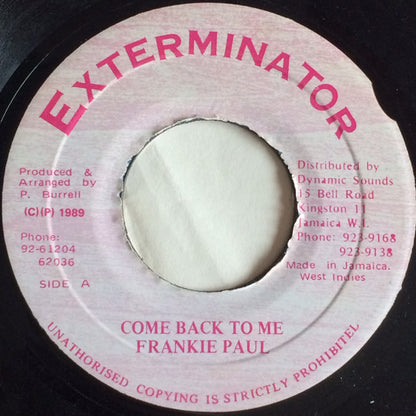 EXTERMINATOR
Produced &
Arranged by
P. Burrell
(C)(P) 1989
Phone:
92-61204
62036
SIDE A
Distributed by
Dynamic Sounds
15 Bell Road
Kingston 11
Jamaica W.I.
Phone: 923-9168
923-9138
Made in Jamaica.
West Indies
COME BACK TO ME
FRANKIE PAUL
UNATHORISED COPYING IS STRICTLY PROHIBITEL